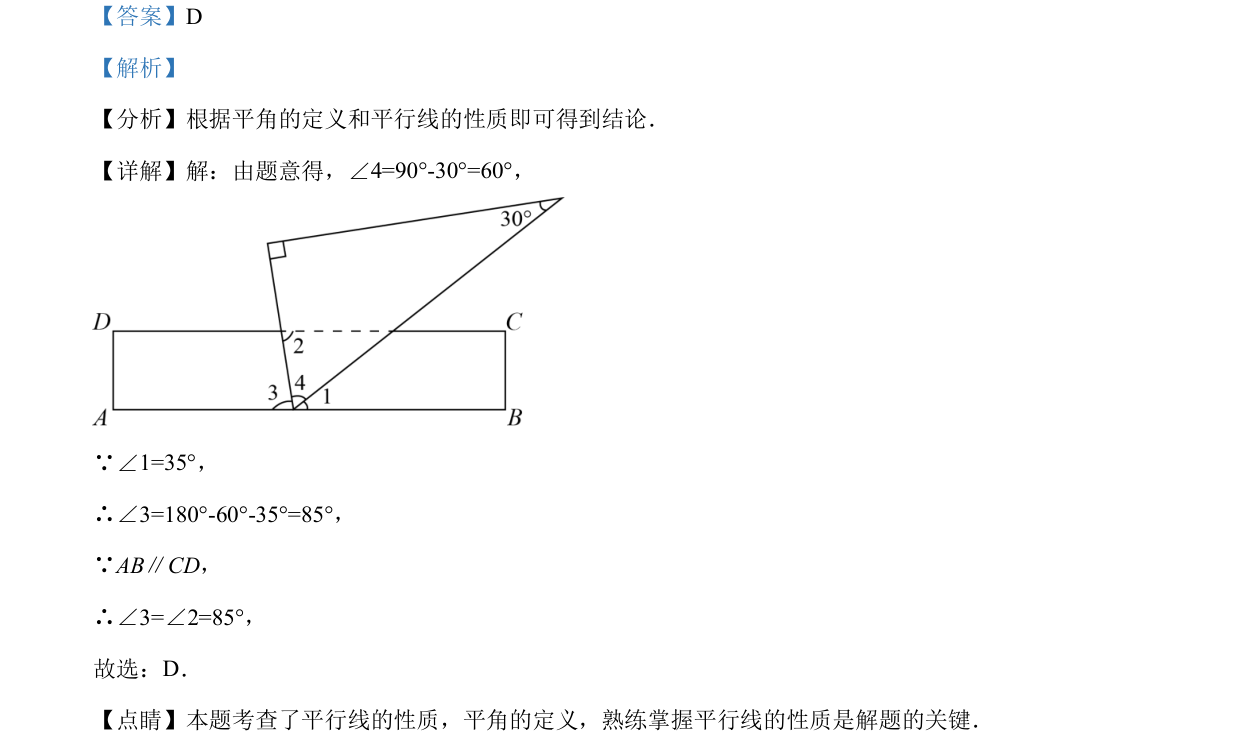 【答案】D
【解析】
【分析】根据平角的定义和平行线的性质即可得到结论．
【详解】解：由题意得，∠4=90°-30°=60°，
30°
D
C
2
3
4
1
A
B
∵∠1=35°，
∴∠3=180°-60°-35°=85°，
∵AB∥CD，
∴∠3=∠2=85°，
故选：D．
【点睛】本题考查了平行线的性质，平角的定义，熟练掌握平行线的性质是解题的关键．